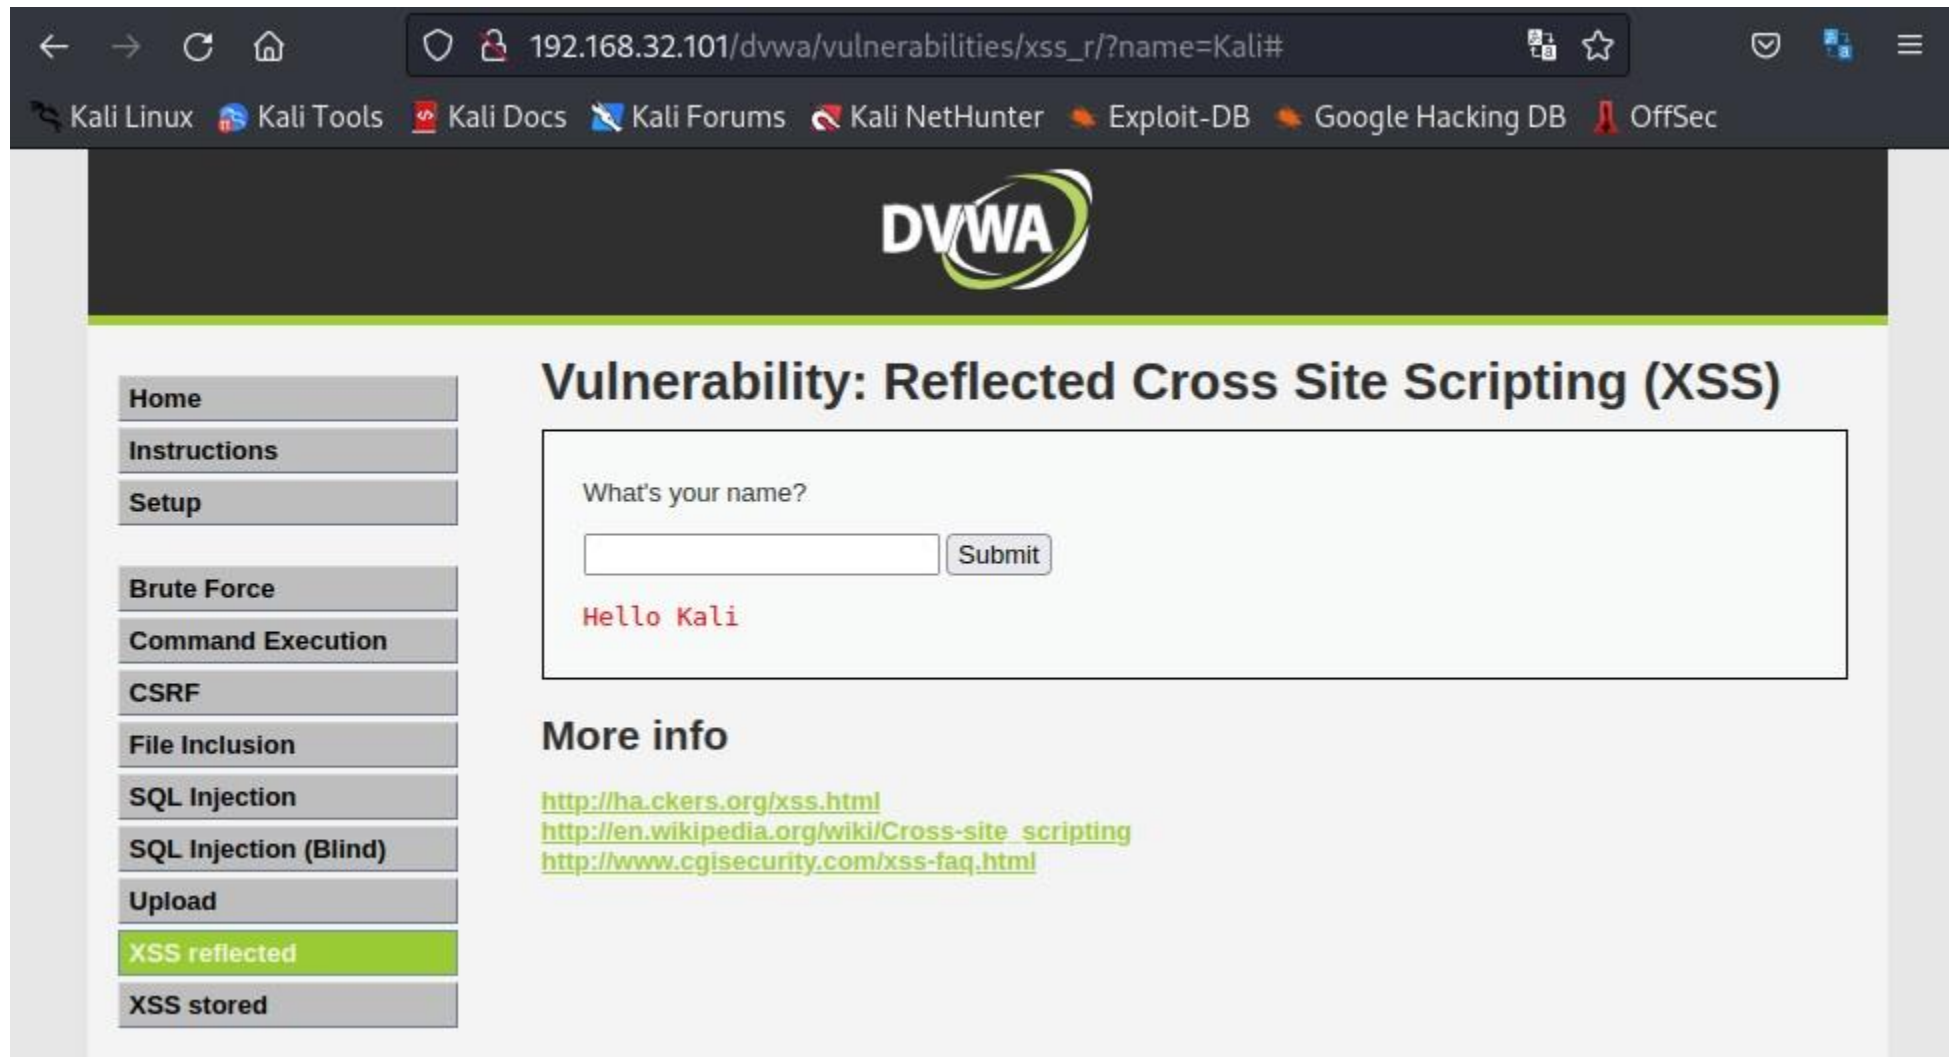 192.168.32.101/dvwa/vulnerabilities/xss_r/?name=Kali#
Kali Linux Kali Tools Kali Docs Kali Forums Kali NetHunter Exploit-DB Google Hacking DB OffSec
DVWA
Home
Instructions
Setup
Brute Force
Command Execution
CSRF
File Inclusion
SQL Injection
SQL Injection (Blind)
Upload
XSS reflected
XSS stored
Vulnerability: Reflected Cross Site Scripting (XSS)
What's your name?
Submit
Hello Kali
More info
http://ha.ckers.org/xss.html
http://en.wikipedia.org/wiki/Cross-site_scripting
http://www.cgisecurity.com/xss-faq.html